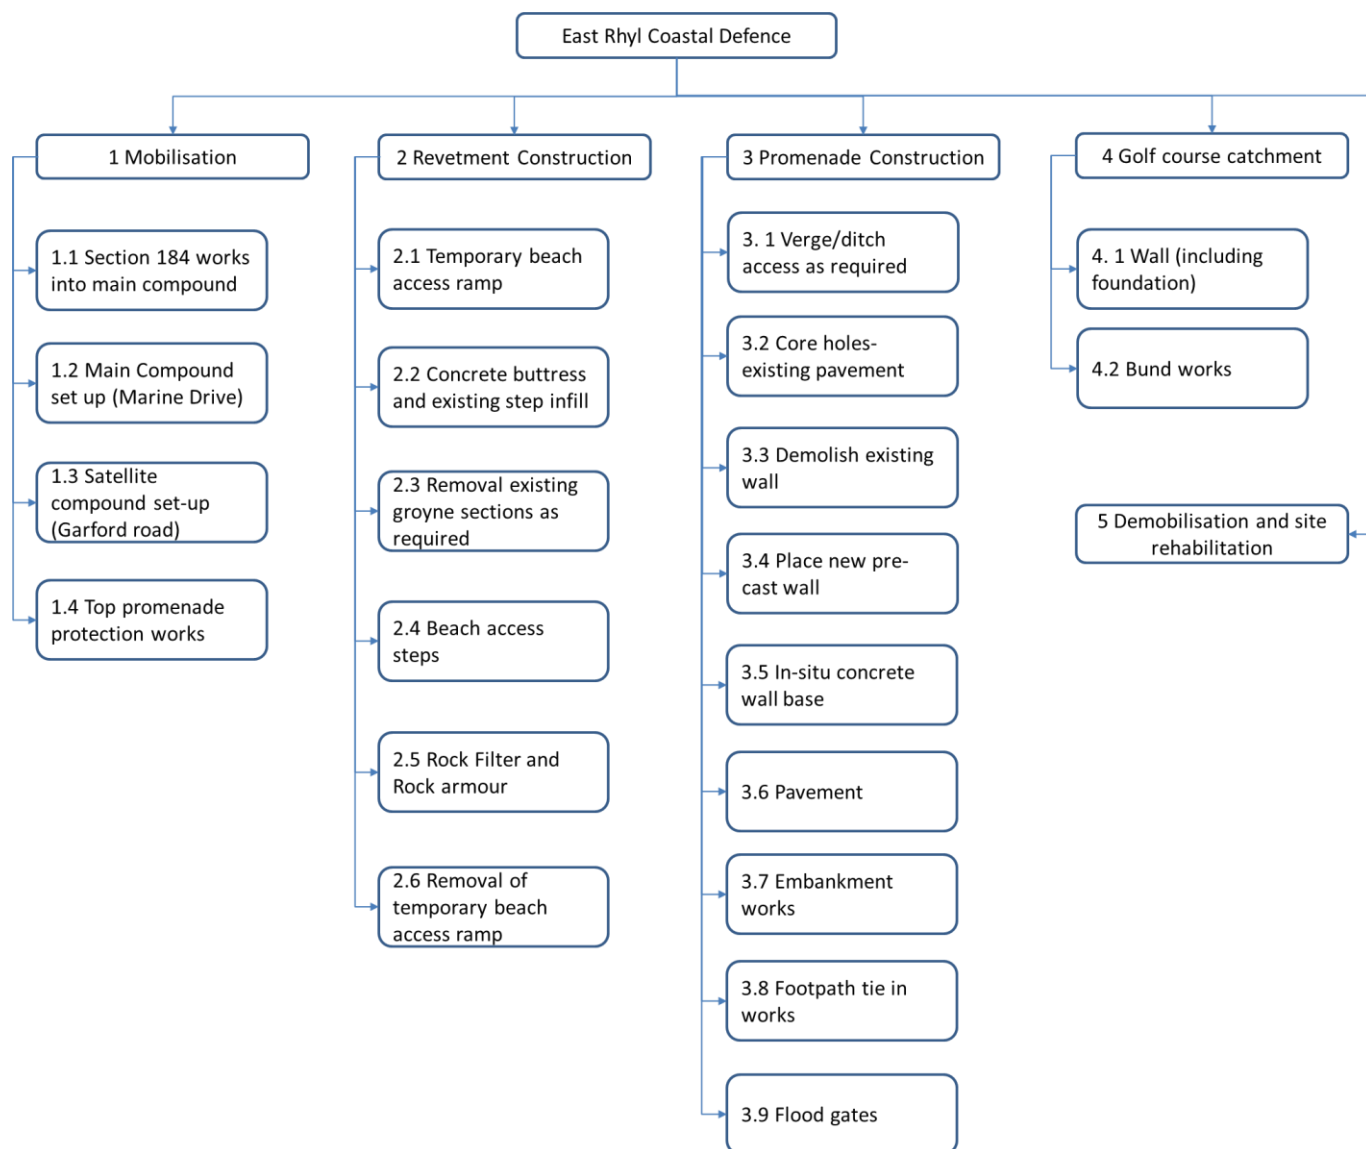 East Rhyl Coastal Defence
1 Mobilisation
1.1 Section 184 works
into main compound
1.2 Main Compound
set up (Marine Drive)
1.3 Satellite
compound set-up
(Garford road)
1.4 Top promenade
protection works
2 Revetment Construction
2.1 Temporary beach
access ramp
2.2 Concrete buttress
and existing step infill
2.3 Removal existing
groyne sections as
required
2.4 Beach access
steps
2.5 Rock Filter and
Rock armour
2.6 Removal of
temporary beach
access ramp
3 Promenade Construction
3. 1 Verge/ditch
access as required
3.2 Core holes-
existing pavement
3.3 Demolish existing
wall
3.4 Place new pre-
cast wall
3.5 In-situ concrete
wall base
3.6 Pavement
3.7 Embankment
works
3.8 Footpath tie in
works
3.9 Flood gates
4 Golf course catchment
4. 1 Wall (including
foundation)
4.2 Bund works
5 Demobilisation and site
rehabilitation